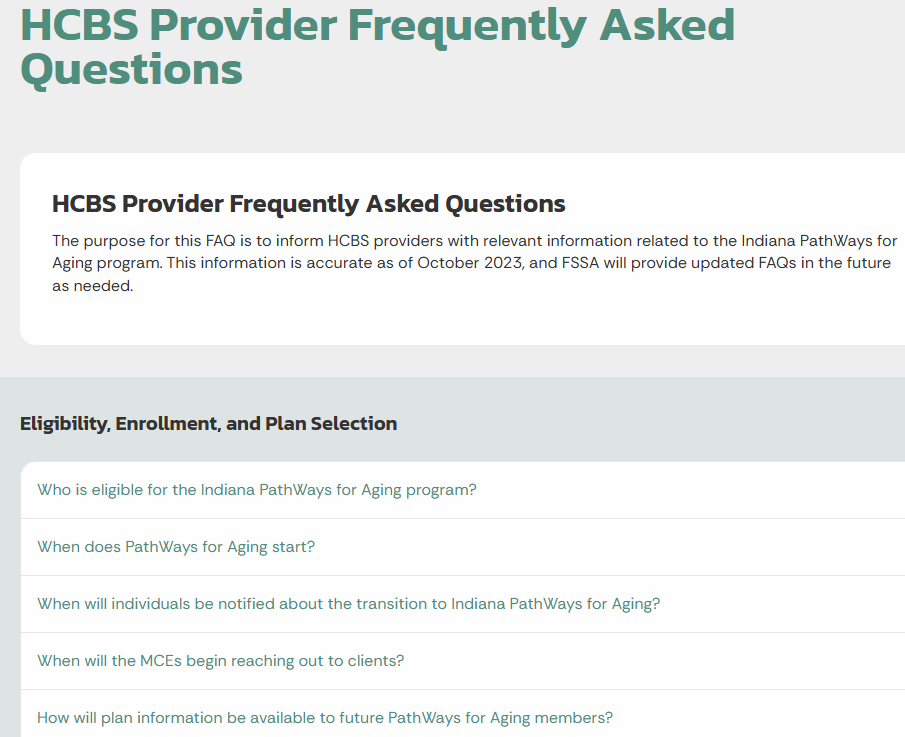 HCBS Provider Frequently Asked
Questions
HCBS Provider Frequently Asked Questions
The purpose for this FAQ is to inform HCBS providers with relevant information related to the Indiana PathWays for
Aging program. This information is accurate as of October 2023, and FSSA will provide updated FAQs in the future
as needed.
Eligibility, Enrollment, and Plan Selection
Who is eligible for the Indiana PathWays for Aging program?
When does PathWays for Aging start?
When will individuals be notified about the transition to Indiana PathWays for Aging?
When will the MCEs begin reaching out to clients?
How will plan information be available to future PathWays for Aging members?